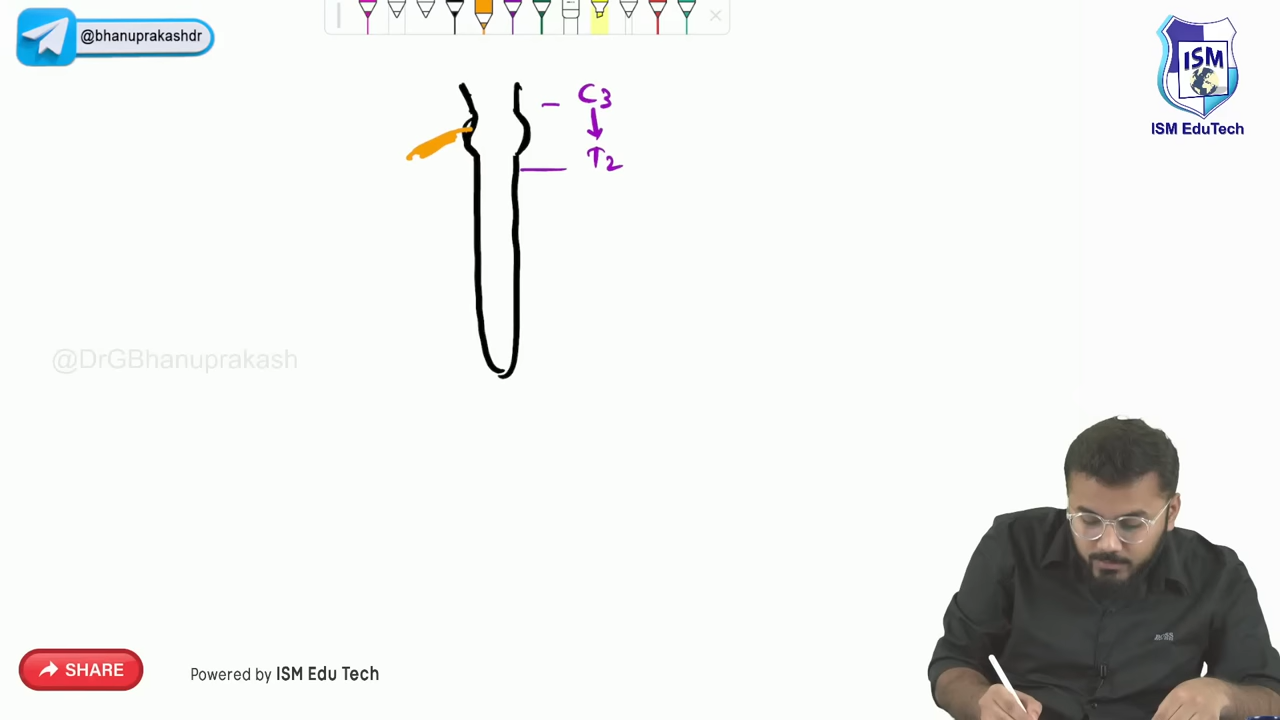 @bhanuprakashdr
ISM
ISM EduTech
C3
T2
@DrGBhanuprakash
SHARE
Powered by ISM Edu Tech